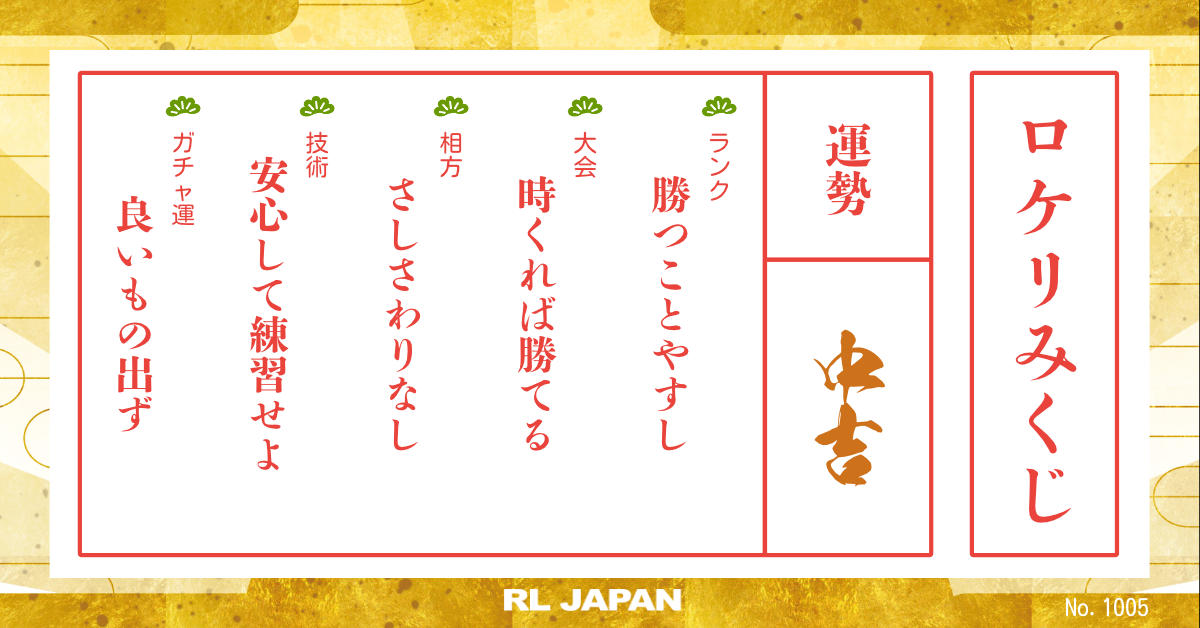 ロケリみくじ
運勢
中吉
ランク
勝つことやすし
大会
時くれば勝てる
相方
さしさわりなし
技術
安心して練習せよ
ガチャ運
良いもの出ず
RL JAPAN
No. 1005